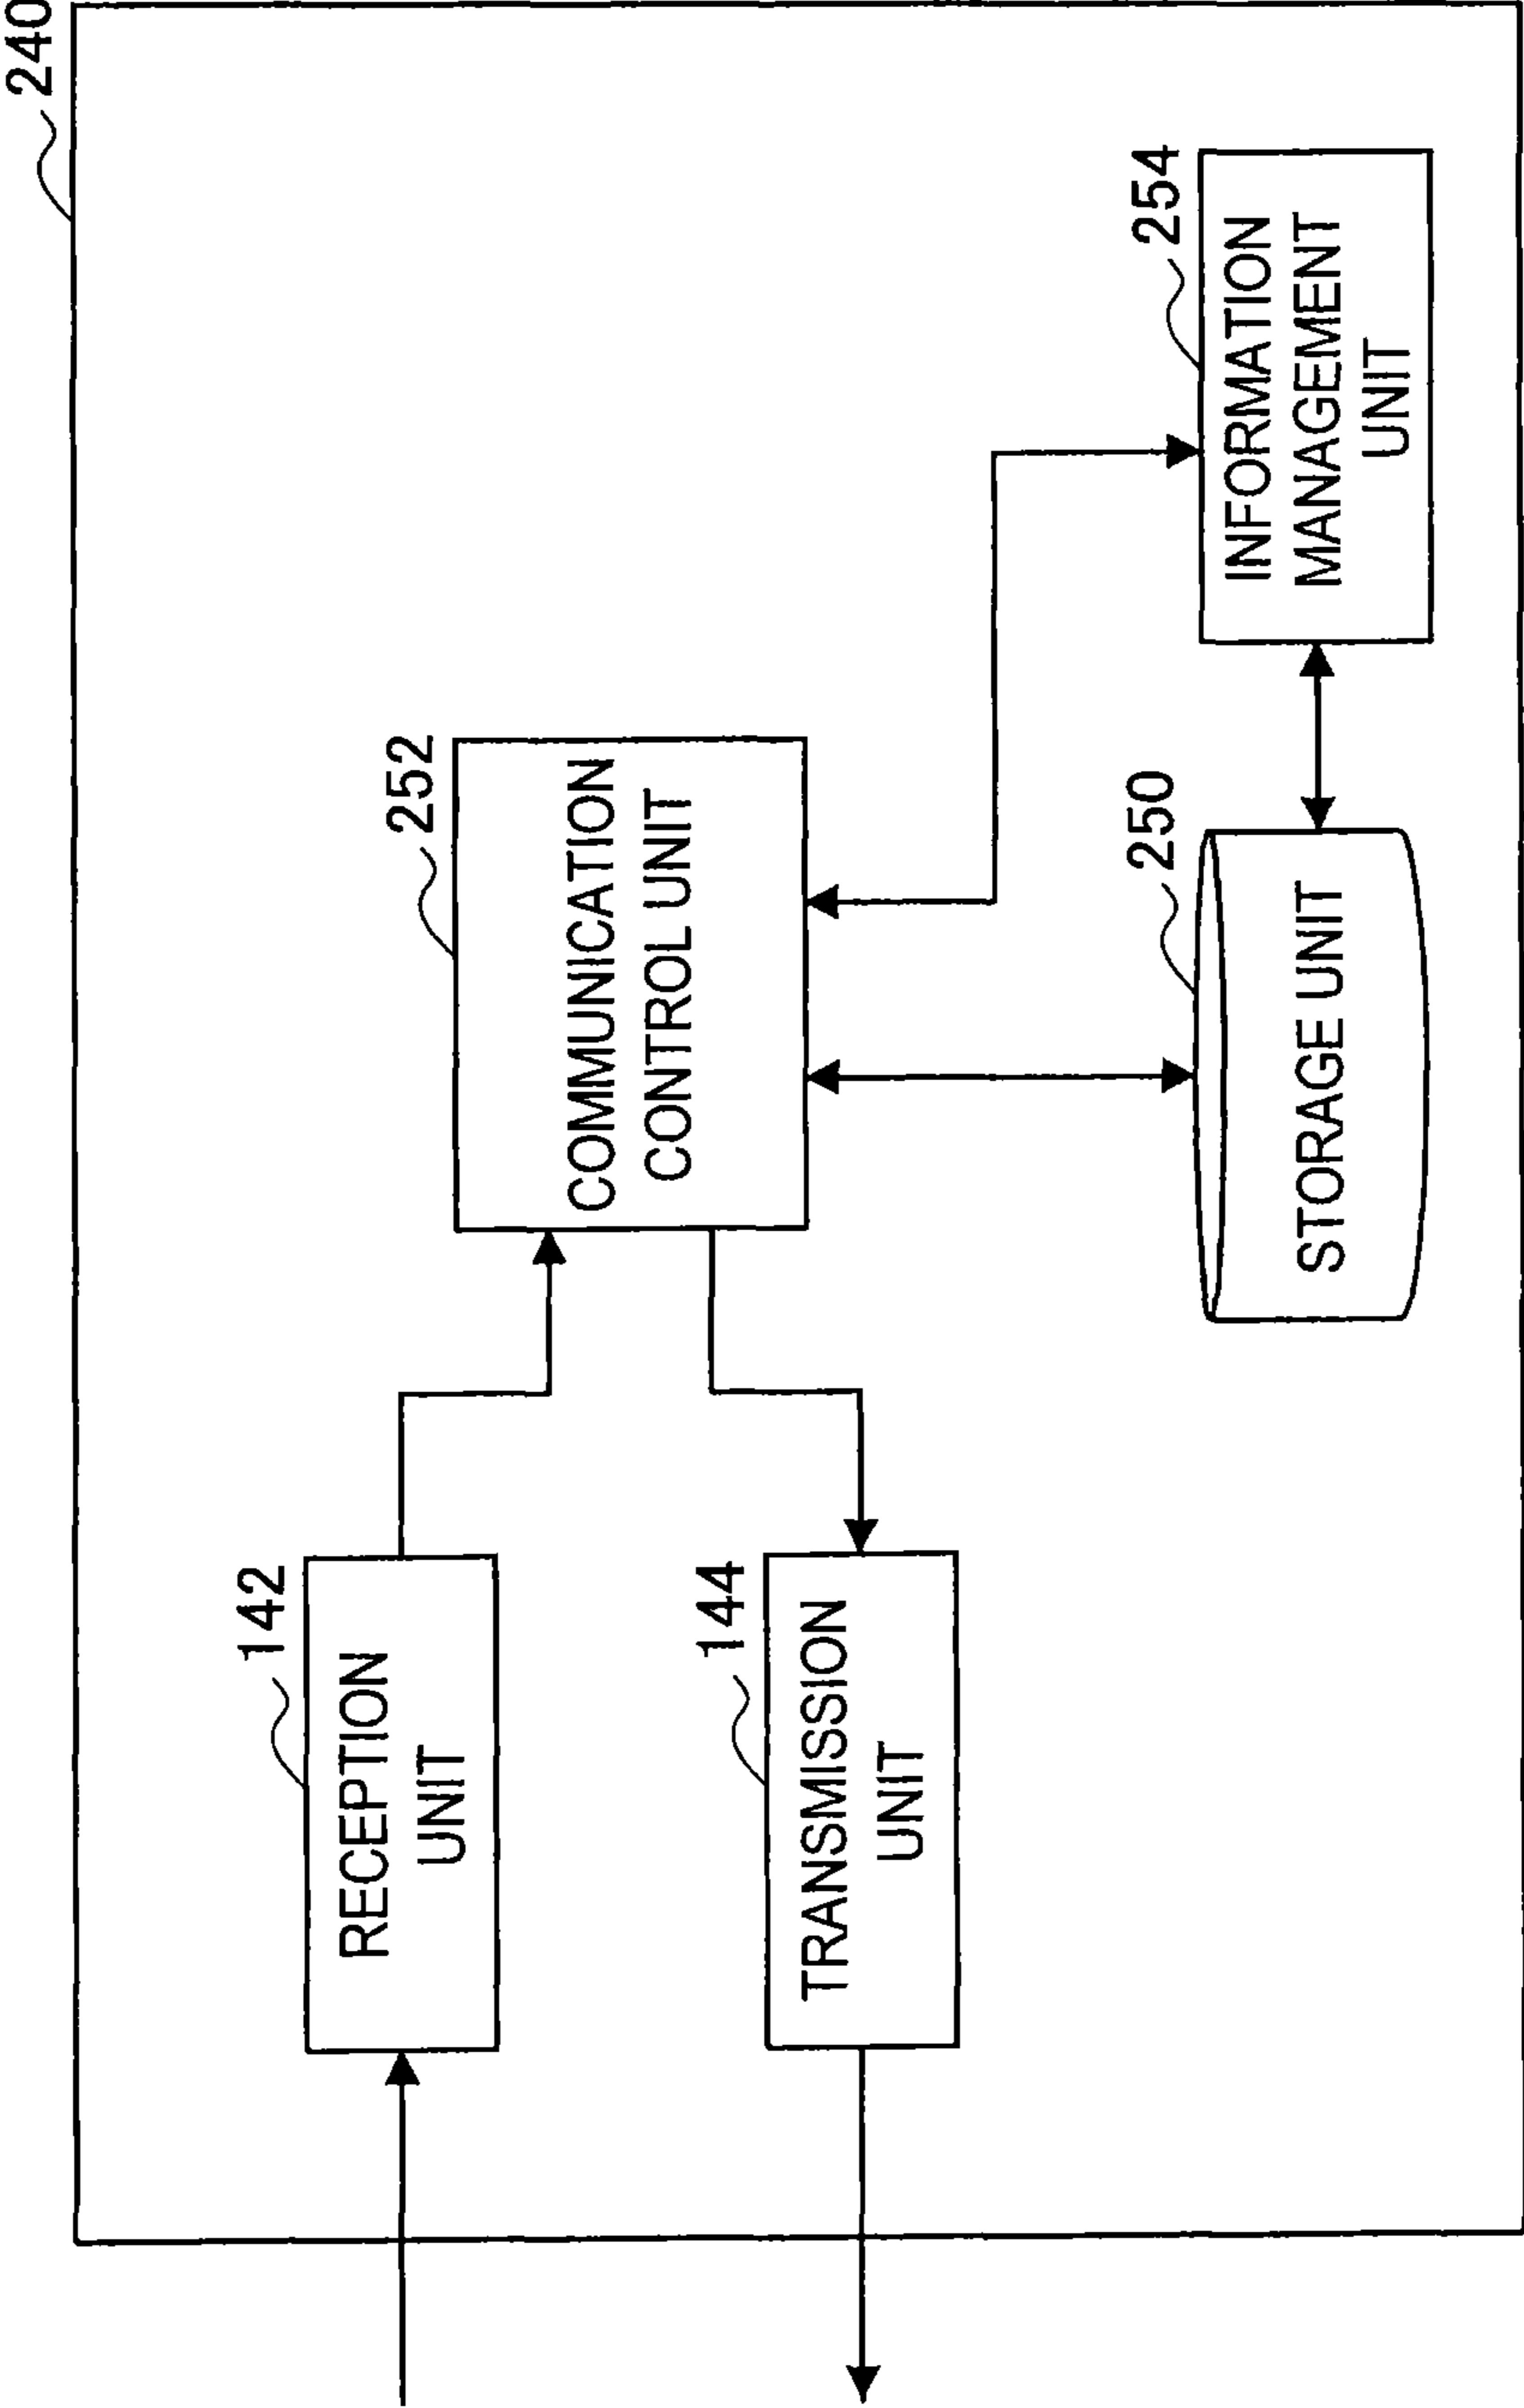 240
142
RECEPTION
UNIT
144
TRANSMISSION
UNIT
252
COMMUNICATION
CONTROL UNIT
250
STORAGE UNIT
254
INFORMATION
MANAGEMENT
UNIT